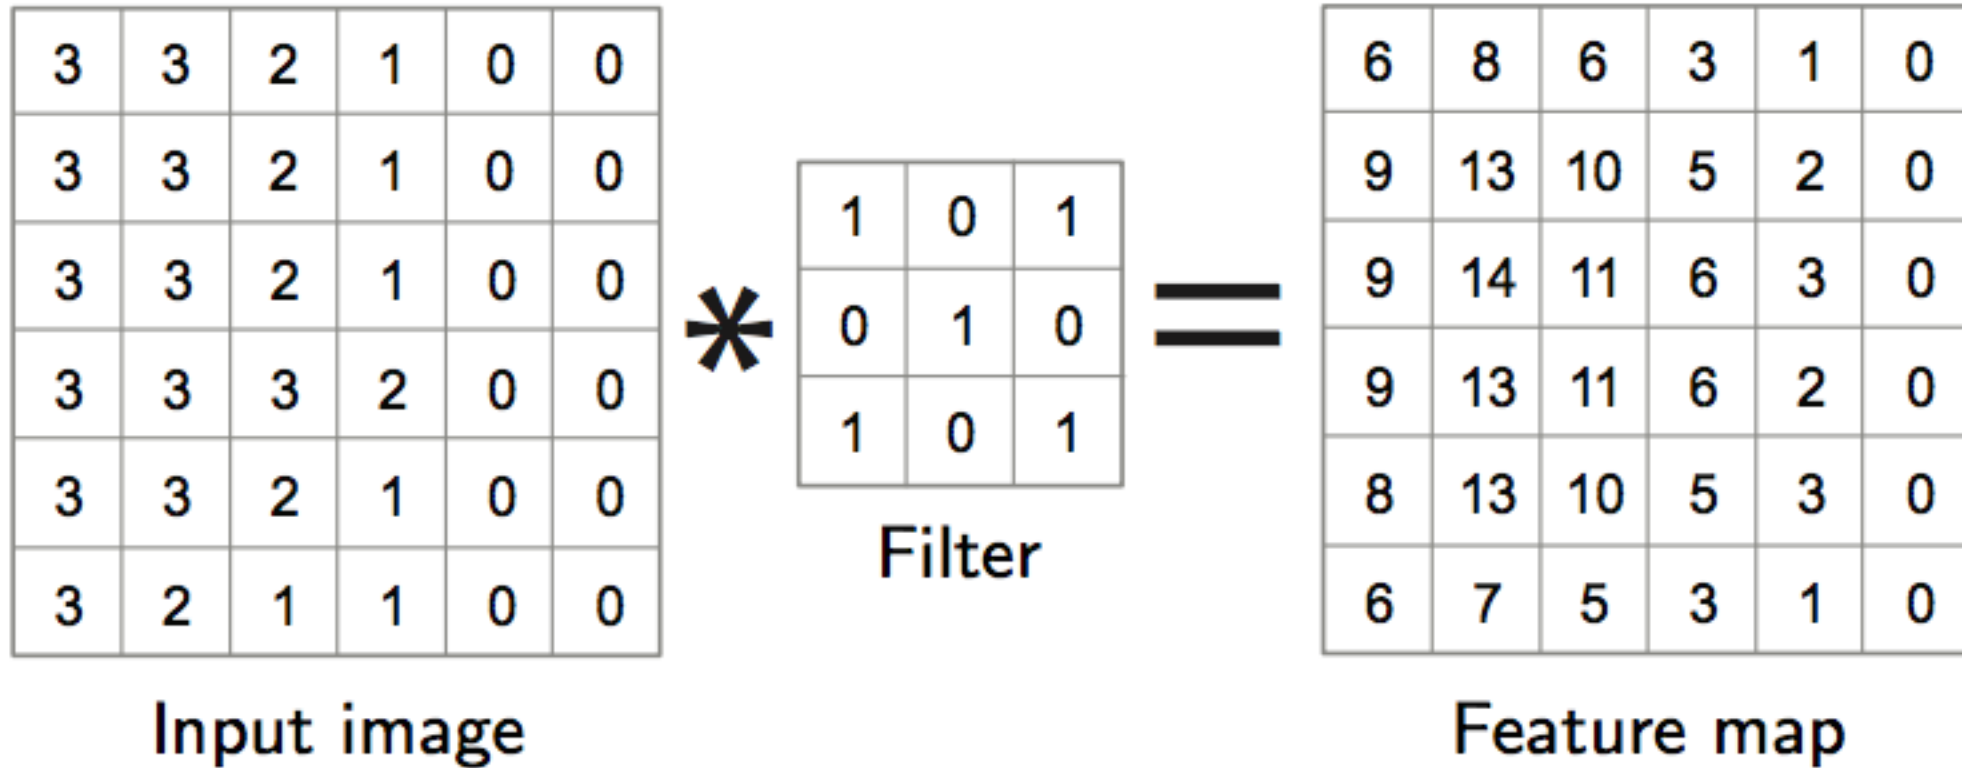 3 3 2 1 0 0
3 3 2 1 0 0
3 3 2 1 0 0
3 3 3 2 0 0
3 3 2 1 0 0
3 2 1 1 0 0
Input image
*
1 0 1
0 1 0
1 0 1
Filter
=
6 8 6 3 1 0
9 13 10 5 2 0
9 14 11 6 3 0
9 13 11 6 2 0
8 13 10 5 3 0
6 7 5 3 1 0
Feature map